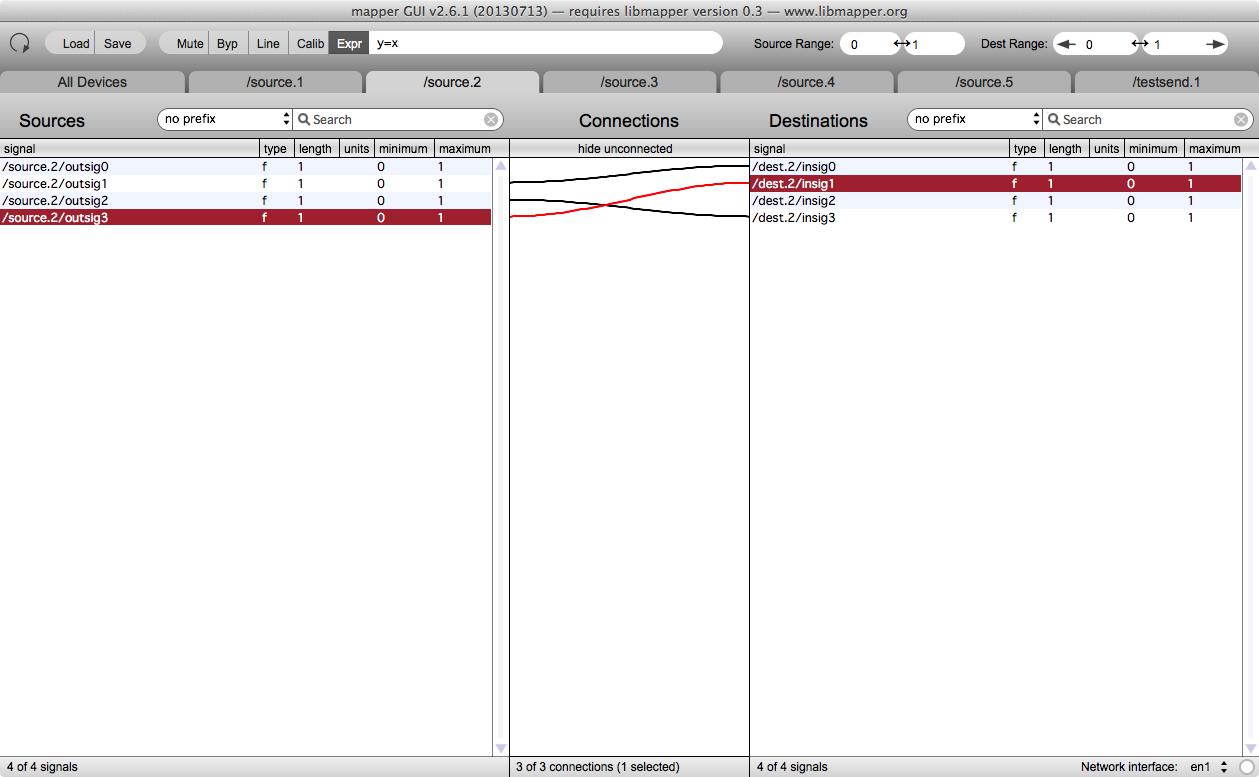 mapper GUI v2.6.1 (20130713) — requires libmapper version 0.3 — www.libmapper.org
Load Save Mute Byp Line Calib Expr y=x Source Range: 0 ↔ 1 Dest Range: 0 ↔ 1
All Devices /source.1 /source.2 /source.3 /source.4 /source.5 /testsend.1
Sources no prefix Search Connections Destinations no prefix Search
signal type length units minimum maximum hide unconnected signal type length units minimum maximum
/source.2/outsig0 f 1 0 1 /dest.2/insig0 f 1 0 1
/source.2/outsig1 f 1 0 1 /dest.2/insig1 f 1 0 1
/source.2/outsig2 f 1 0 1 /dest.2/insig2 f 1 0 1
/source.2/outsig3 f 1 0 1 /dest.2/insig3 f 1 0 1
4 of 4 signals 3 of 3 connections (1 selected) 4 of 4 signals Network interface: en1